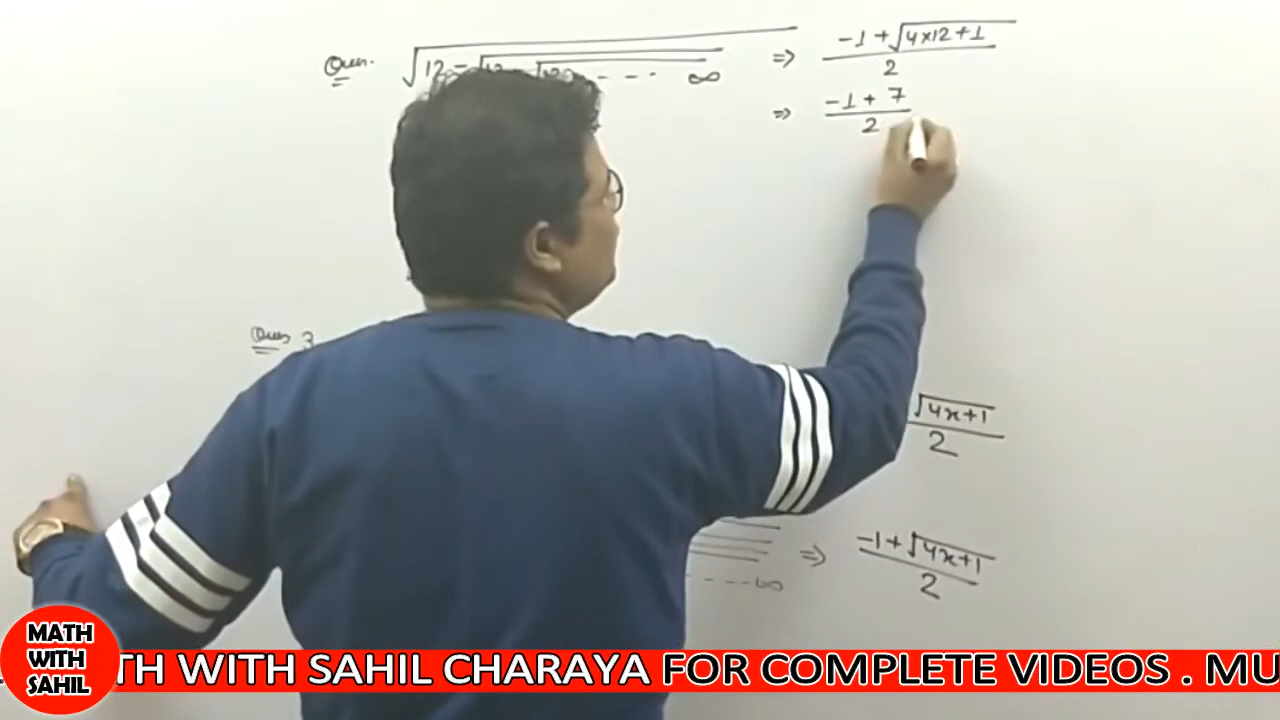 Ques. √12 - √12 - √12 - . . . . ∞ ⇒ -1 + √4×12+1 / 2
⇒ -1 + 7 / 2
Ques 3
√4x+1 / 2
- - - - ∞ ⇒ -1 + √4x+1 / 2
MATH
WITH
SAHIL
TH WITH SAHIL CHARAYA FOR COMPLETE VIDEOS . MU